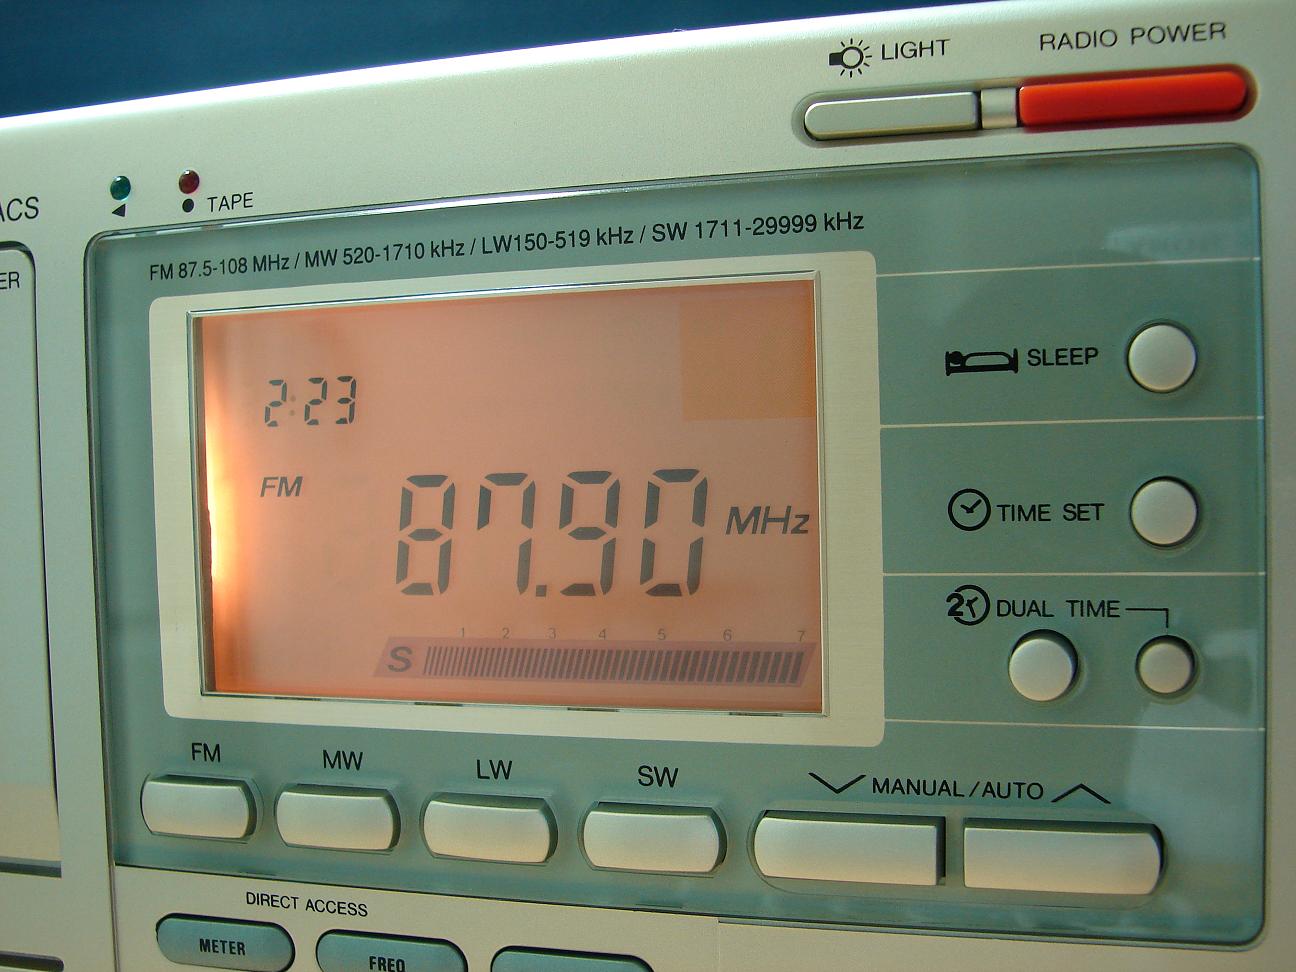 LIGHT
RADIO POWER
ACS
TAPE
ER
FM 87.5-108 MHz / MW 520-1710 kHz / LW150-519 kHz / SW 1711-29999 kHz
2:23
SLEEP
FM
87.90 MHz
TIME SET
2 DUAL TIME
1 2 3 4 5 6 7
S
FM
MW
LW
SW
MANUAL/AUTO
DIRECT ACCESS
METER
FREQ